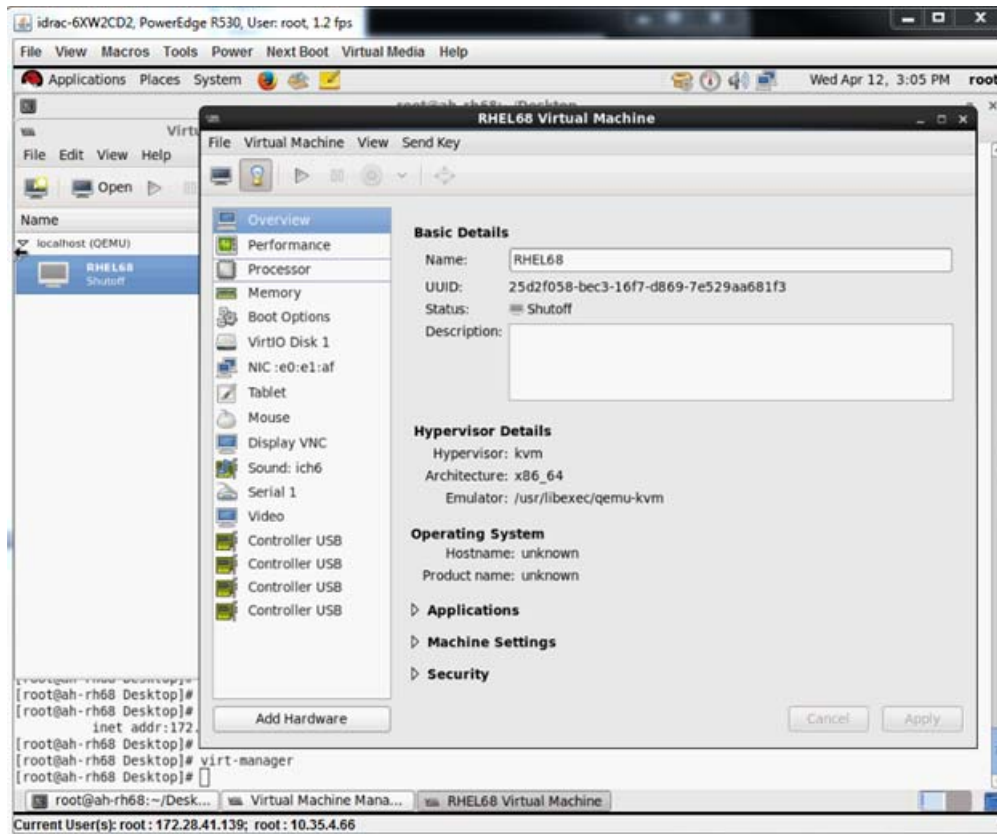 idrac-6XW2CD2, PowerEdge R530, User: root, 1.2 fps
File View Macros Tools Power Next Boot Virtual Media Help
Applications Places System Wed Apr 12, 3:05 PM root
RHEL68 Virtual Machine
File Edit View Help
Open
Name
localhost (QEMU)
RHEL68
Shutoff
File Virtual Machine View Send Key
Overview
Performance
Processor
Memory
Boot Options
VirtIO Disk 1
NIC :e0:e1:af
Tablet
Mouse
Display VNC
Sound: ich6
Serial 1
Video
Controller USB
Controller USB
Controller USB
Controller USB
Add Hardware
Basic Details
Name: RHEL68
UUID: 25d2f058-bec3-16f7-d869-7e529aa681f3
Status: Shutoff
Description:
Hypervisor Details
Hypervisor: kvm
Architecture: x86_64
Emulator: /usr/libexec/qemu-kvm
Operating System
Hostname: unknown
Product name: unknown
Applications
Machine Settings
Security
Cancel Apply
[root@ah-rh68 Desktop]#
[root@ah-rh68 Desktop]#
inet addr:172.
[root@ah-rh68 Desktop]#
[root@ah-rh68 Desktop]# virt-manager
[root@ah-rh68 Desktop]#
root@ah-rh68:~/Desk... Virtual Machine Mana... RHEL68 Virtual Machine
Current User(s): root : 172.28.41.139; root : 10.35.4.66